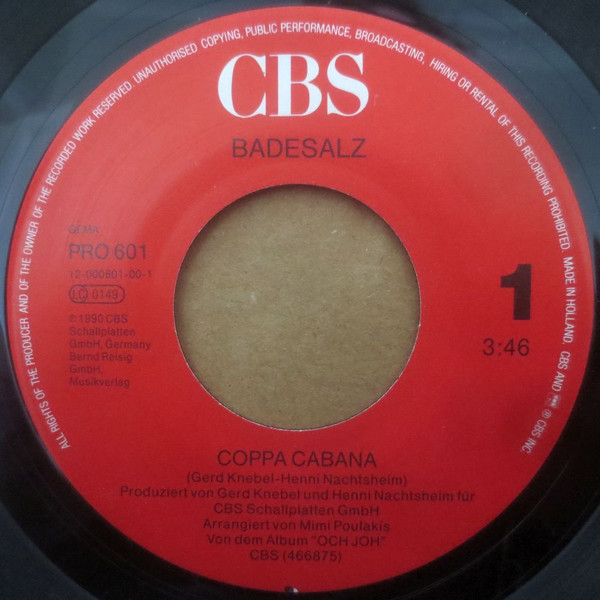 ALL RIGHTS OF THE PRODUCER AND OF THE OWNER OF THE RECORDED WORK RESERVED. UNAUTHORISED COPYING, PUBLIC PERFORMANCE, BROADCASTING, HIRING OR RENTAL OF THIS RECORDING PROHIBITED. MADE IN HOLLAND. CBS AND ® CBS INC.
CBS
BADESALZ
GEMA
PRO 601
12-000601-00-1
LC 0149
℗ 1990 CBS
Schallplatten
GmbH, Germany
Bernd Reisig
GmbH,
Musikverlag
1
3:46
COPPA CABANA
(Gerd Knebel-Henni Nachtsheim)
Produziert von Gerd Knebel und Henni Nachtsheim für
CBS Schallplatten GmbH
Arrangiert von Mimi Poulakis
Von dem Album "OCH JOH"
CBS (466875)